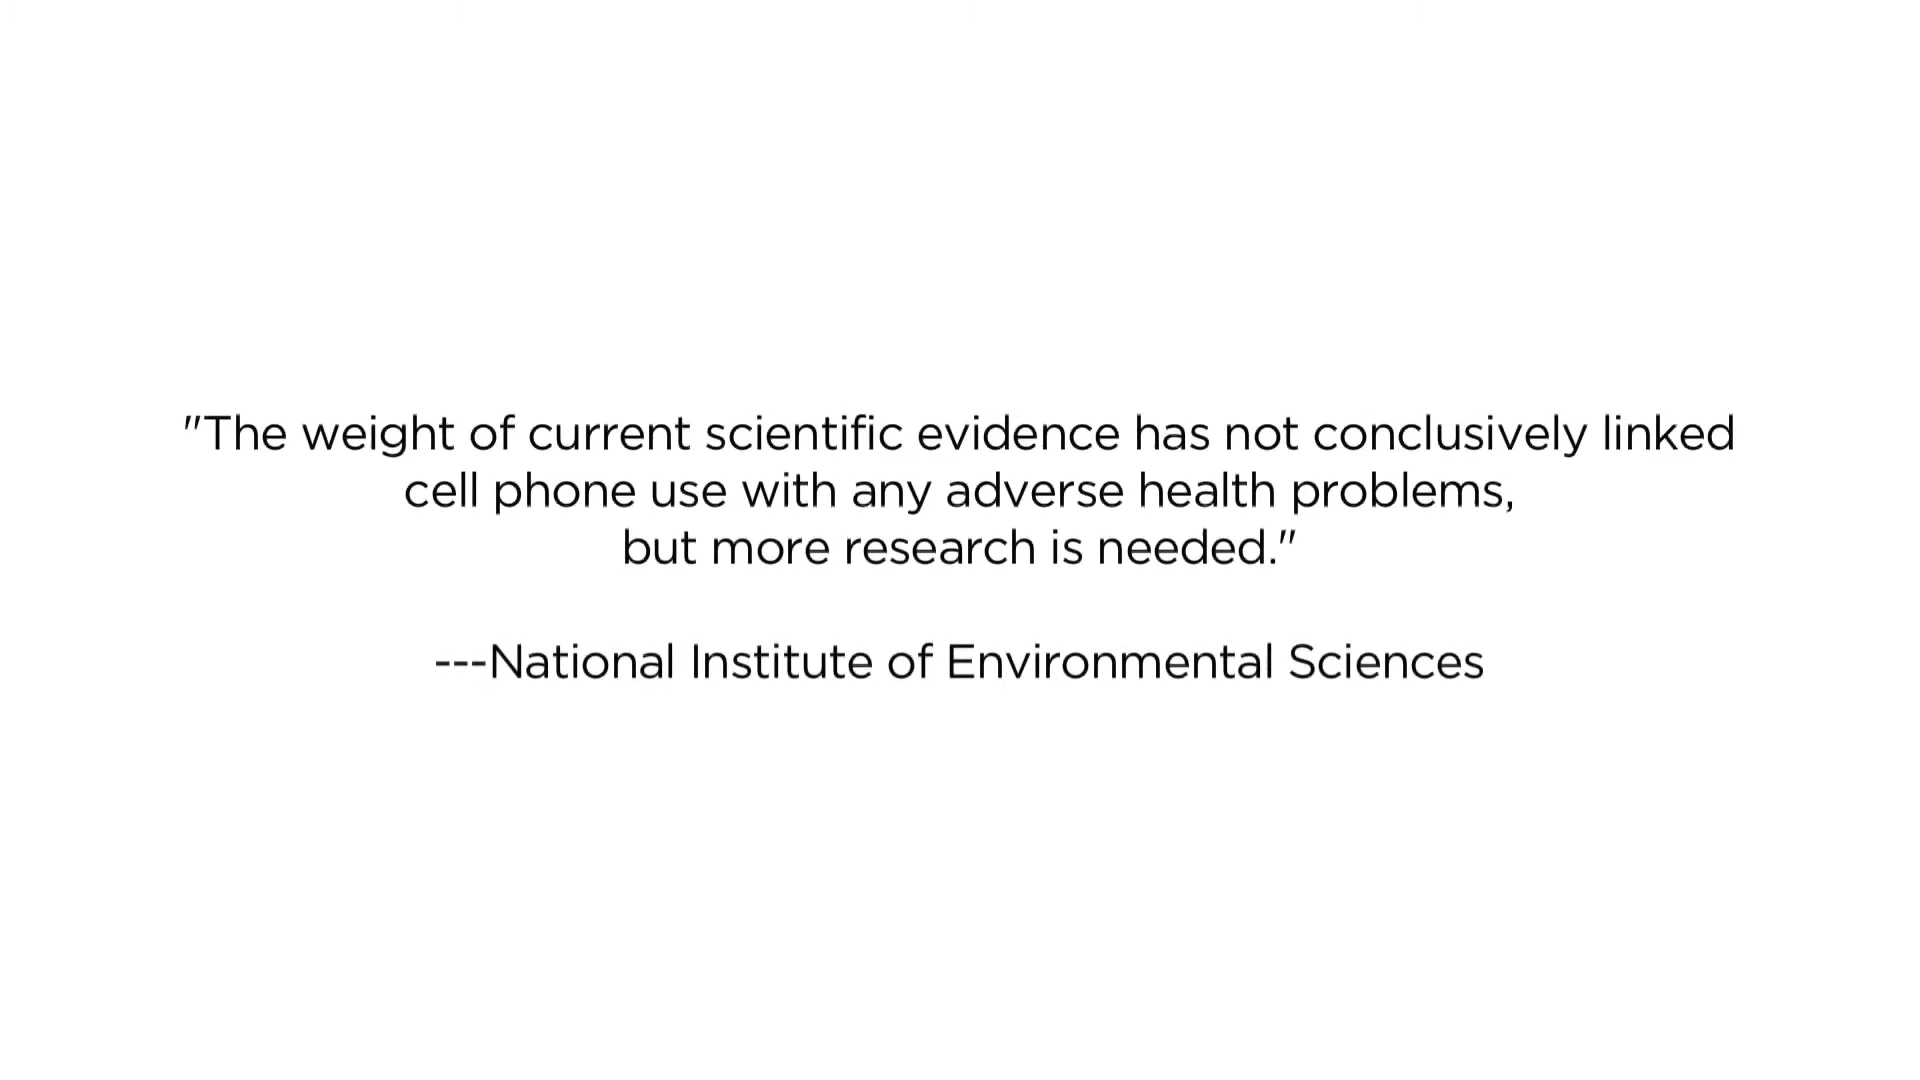 "The weight of current scientific evidence has not conclusively linked
cell phone use with any adverse health problems,
but more research is needed."
---National Institute of Environmental Sciences